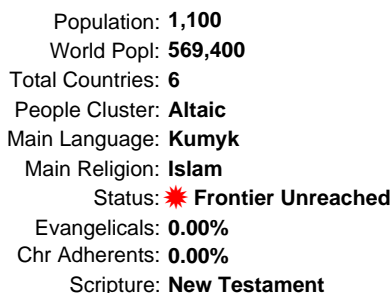 Population: 1,100
World Popl: 569,400
Total Countries: 6
People Cluster: Altaic
Main Language: Kumyk
Main Religion: Islam
Status: Frontier Unreached
Evangelicals: 0.00%
Chr Adherents: 0.00%
Scripture: New Testament